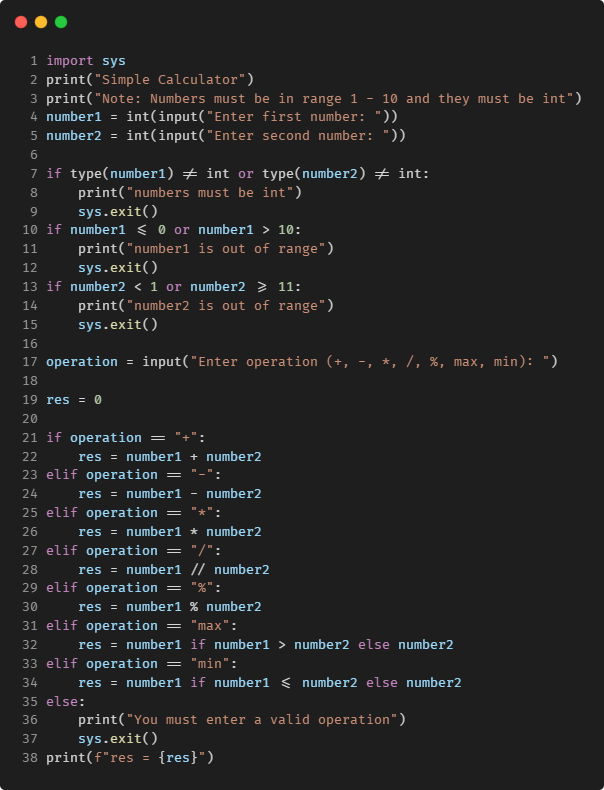 1 import sys
2 print("Simple Calculator")
3 print("Note: Numbers must be in range 1 - 10 and they must be int")
4 number1 = int(input("Enter first number: "))
5 number2 = int(input("Enter second number: "))
6
7 if type(number1) != int or type(number2) != int:
8     print("numbers must be int")
9     sys.exit()
10 if number1 <= 0 or number1 > 10:
11     print("number1 is out of range")
12     sys.exit()
13 if number2 < 1 or number2 >= 11:
14     print("number2 is out of range")
15     sys.exit()
16
17 operation = input("Enter operation (+, -, *, /, %, max, min): ")
18
19 res = 0
20
21 if operation == "+":
22     res = number1 + number2
23 elif operation == "-":
24     res = number1 - number2
25 elif operation == "*":
26     res = number1 * number2
27 elif operation == "/":
28     res = number1 // number2
29 elif operation == "%":
30     res = number1 % number2
31 elif operation == "max":
32     res = number1 if number1 > number2 else number2
33 elif operation == "min":
34     res = number1 if number1 <= number2 else number2
35 else:
36     print("You must enter a valid operation")
37     sys.exit()
38 print(f"res = {res}")